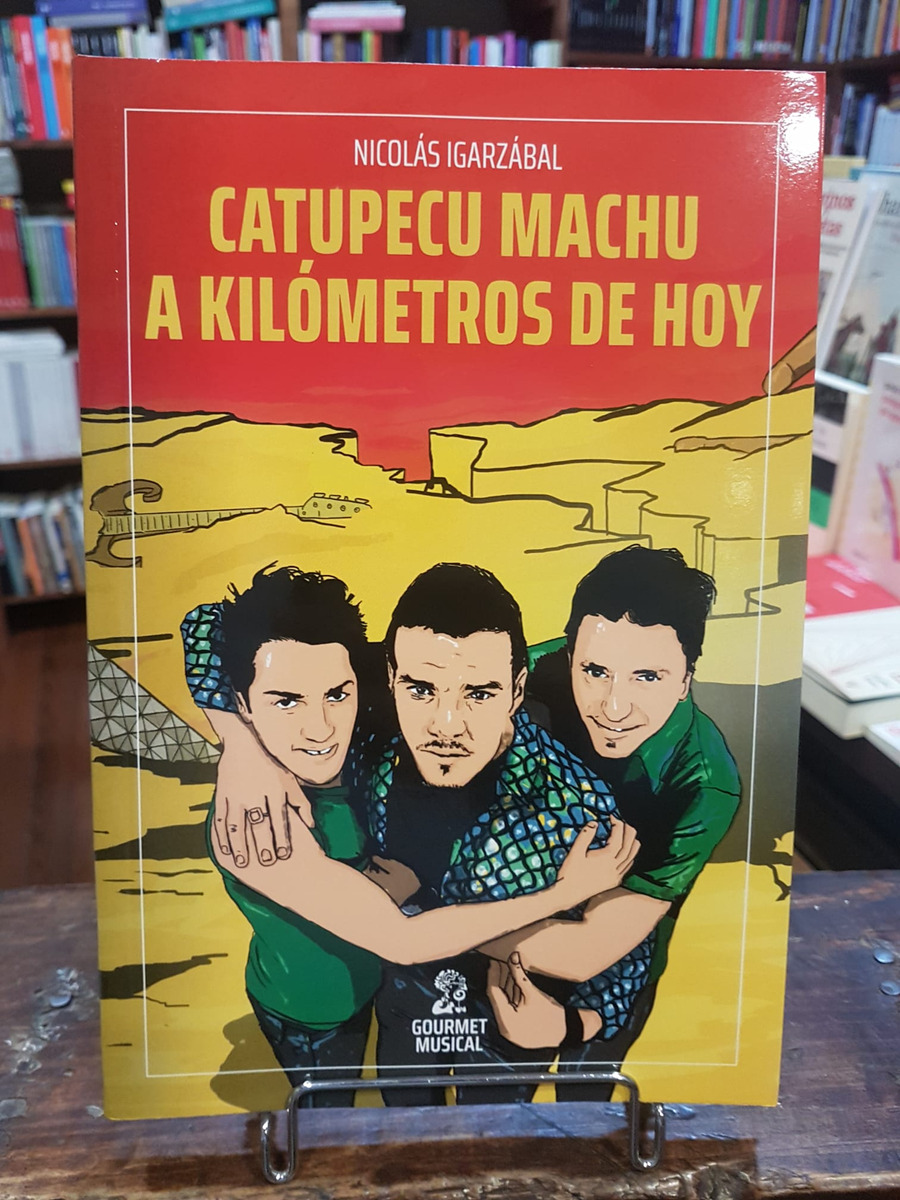 NICOLÁS IGARZÁBAL
CATUPECU MACHU
A KILÓMETROS DE HOY
GOURMET
MUSICAL